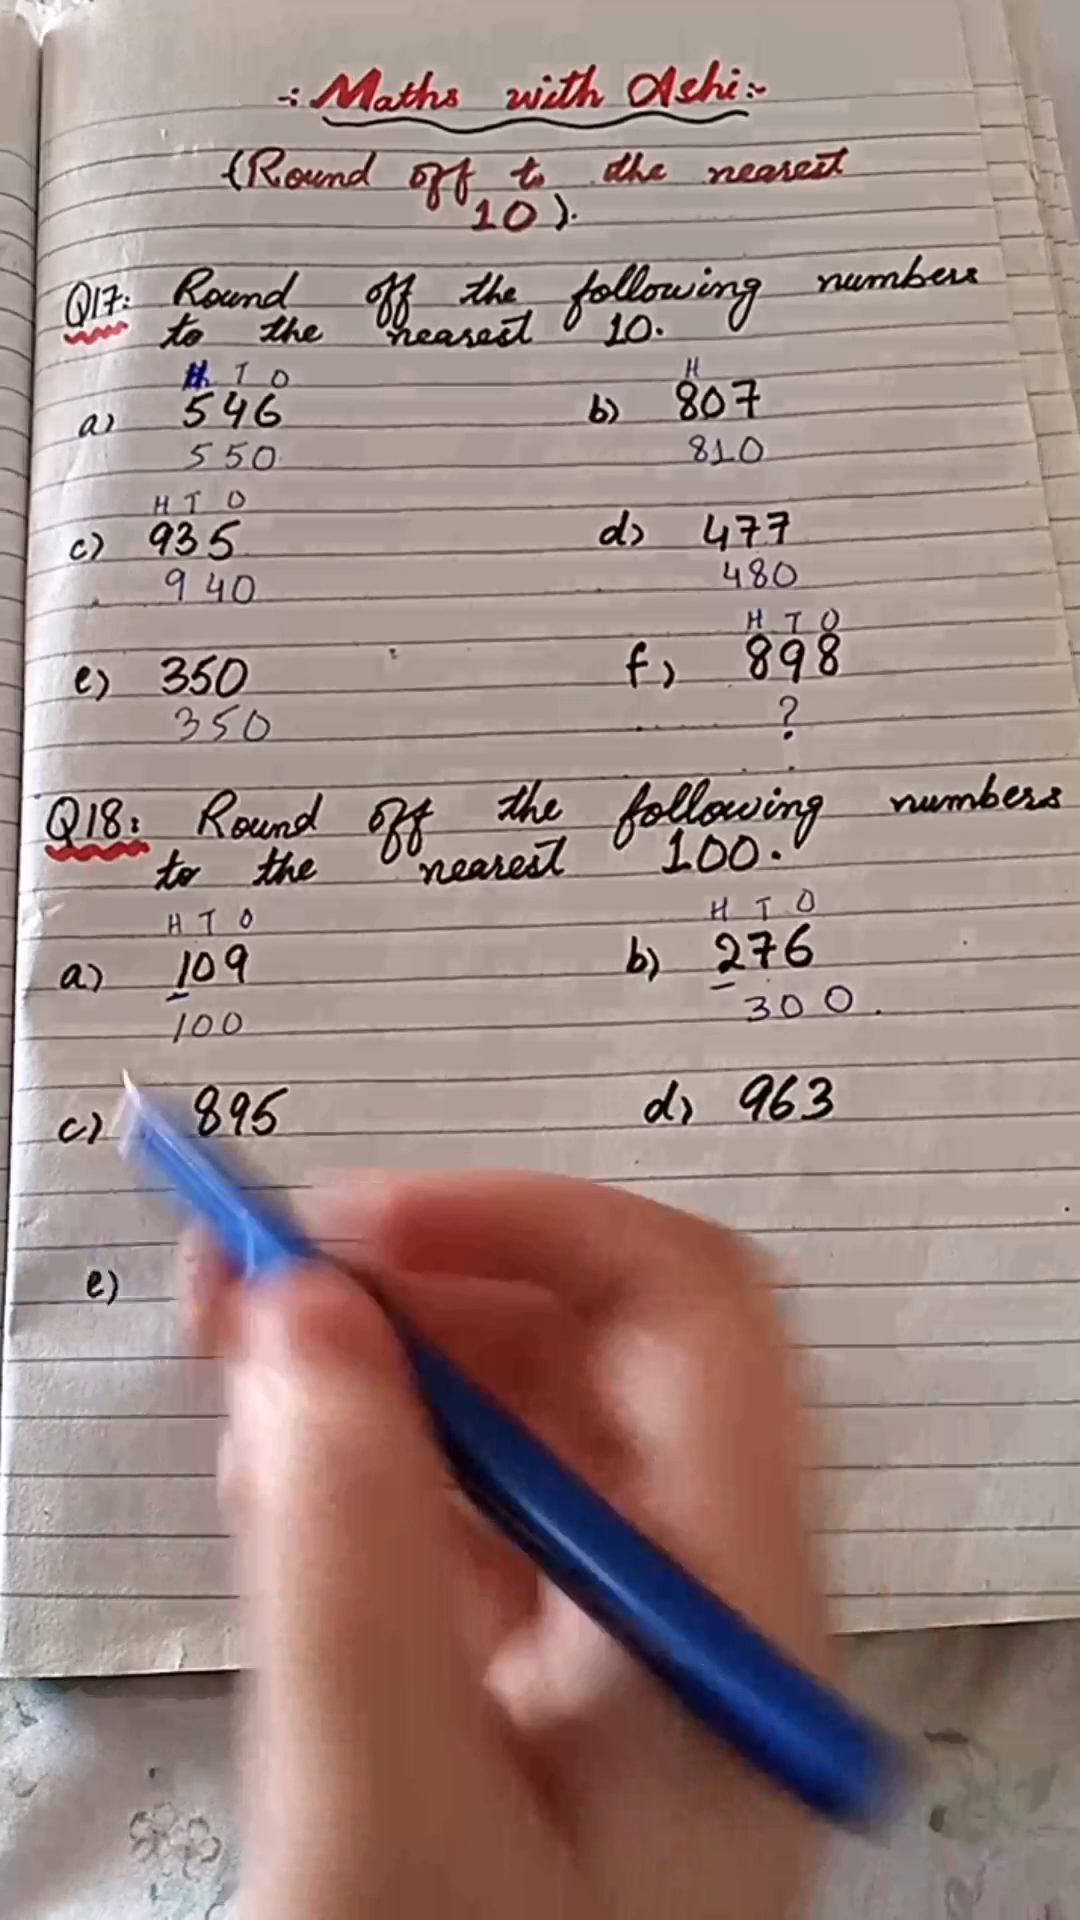 -: Maths with Ashi:-
(Round off to the nearest
10).
Q17: Round off the following numbers
to the nearest 10.
H T O
a) 546
550
H
b) 807
810
H T O
c) 935
940
d) 477
480
e) 350
350
H T O
f) 898
?
Q18: Round off the following numbers
to the nearest 100.
H T O
a) 109
100
H T O
b) 276
300.
c) 895
d) 963
e)